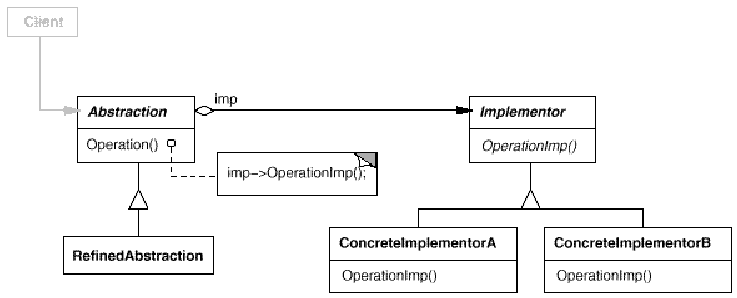 Client
imp
Abstraction
Implementor
Operation()
OperationImp()
imp->OperationImp();
RefinedAbstraction
ConcreteImplementorA
ConcreteImplementorB
OperationImp()
OperationImp()